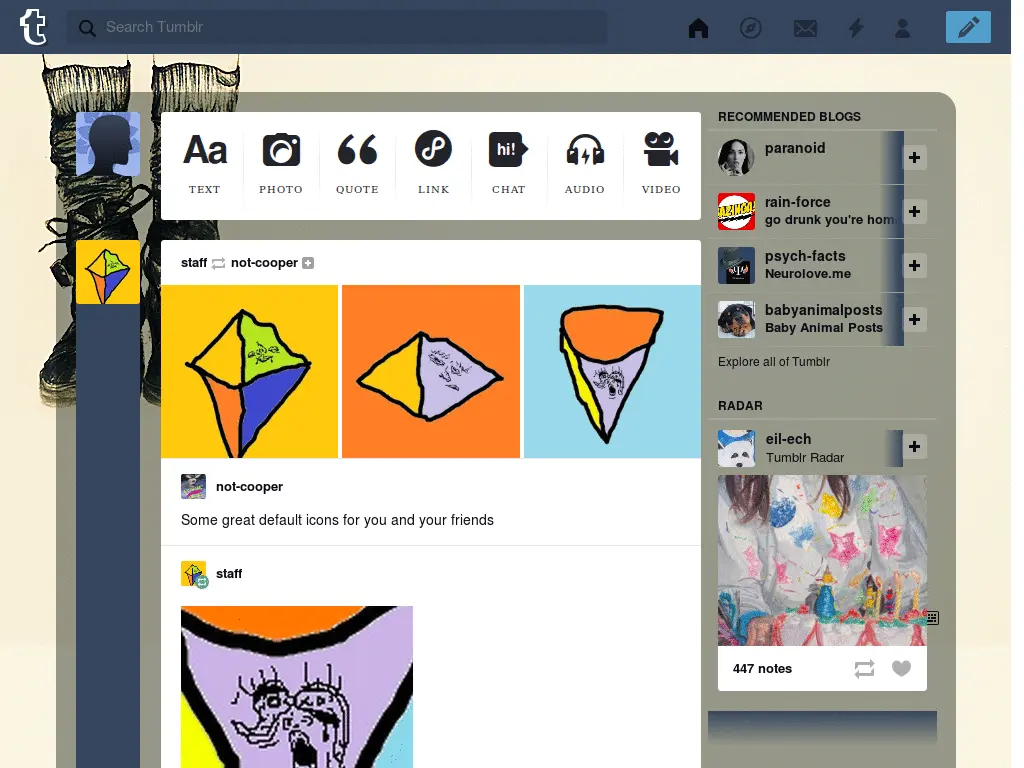 t
Search Tumblr
Aa
hi!
TEXT
PHOTO
QUOTE
LINK
CHAT
AUDIO
VIDEO
staff not-cooper
not-cooper
Some great default icons for you and your friends
staff
RECOMMENDED BLOGS
paranoid
rain-force
go drunk you're hom
psych-facts
Neurolove.me
babyanimalposts
Baby Animal Posts
Explore all of Tumblr
RADAR
eil-ech
Tumblr Radar
447 notes